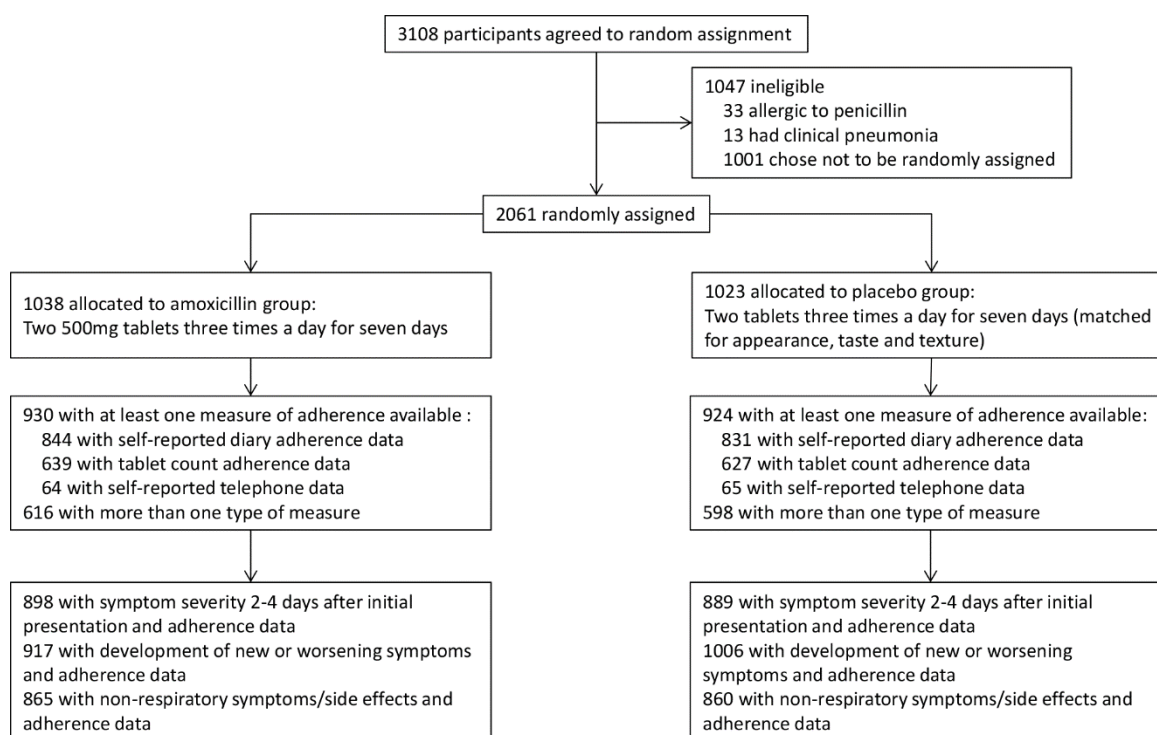 3108 participants agreed to random assignment
1047 ineligible
33 allergic to penicillin
13 had clinical pneumonia
1001 chose not to be randomly assigned
2061 randomly assigned
1038 allocated to amoxicillin group:
Two 500mg tablets three times a day for seven days
1023 allocated to placebo group:
Two tablets three times a day for seven days (matched
for appearance, taste and texture)
930 with at least one measure of adherence available :
844 with self-reported diary adherence data
639 with tablet count adherence data
64 with self-reported telephone data
616 with more than one type of measure
924 with at least one measure of adherence available:
831 with self-reported diary adherence data
627 with tablet count adherence data
65 with self-reported telephone data
598 with more than one type of measure
898 with symptom severity 2-4 days after initial
presentation and adherence data
917 with development of new or worsening symptoms
and adherence data
865 with non-respiratory symptoms/side effects and
adherence data
889 with symptom severity 2-4 days after initial
presentation and adherence data
1006 with development of new or worsening
symptoms and adherence data
860 with non-respiratory symptoms/side effects and
adherence data